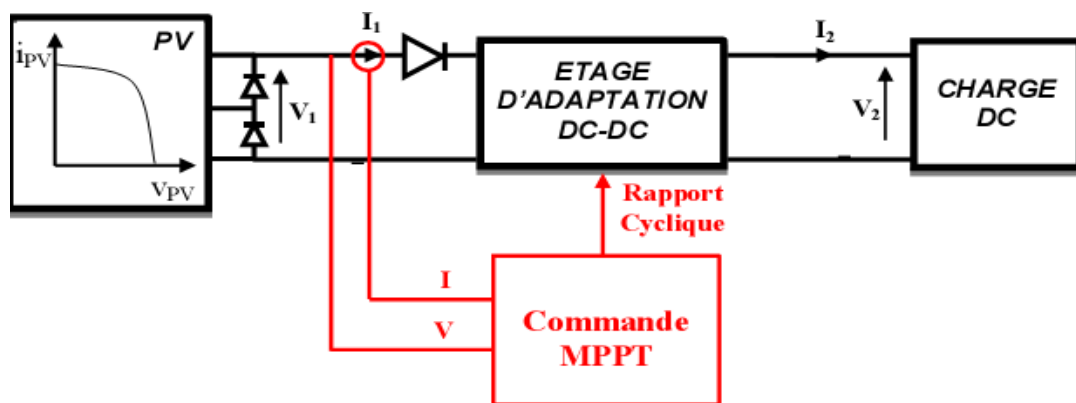 PV
iPV
VPV
V1
I1
ETAGE
D'ADAPTATION
DC-DC
I2
V2
CHARGE
DC
Rapport
Cyclique
I
V
Commande
MPPT